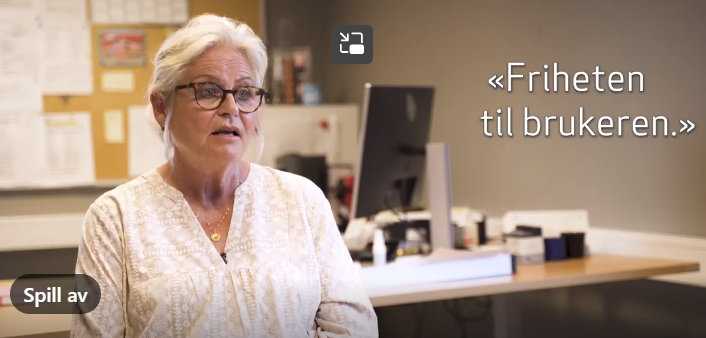 «Friheten
til brukeren.»
Spill av